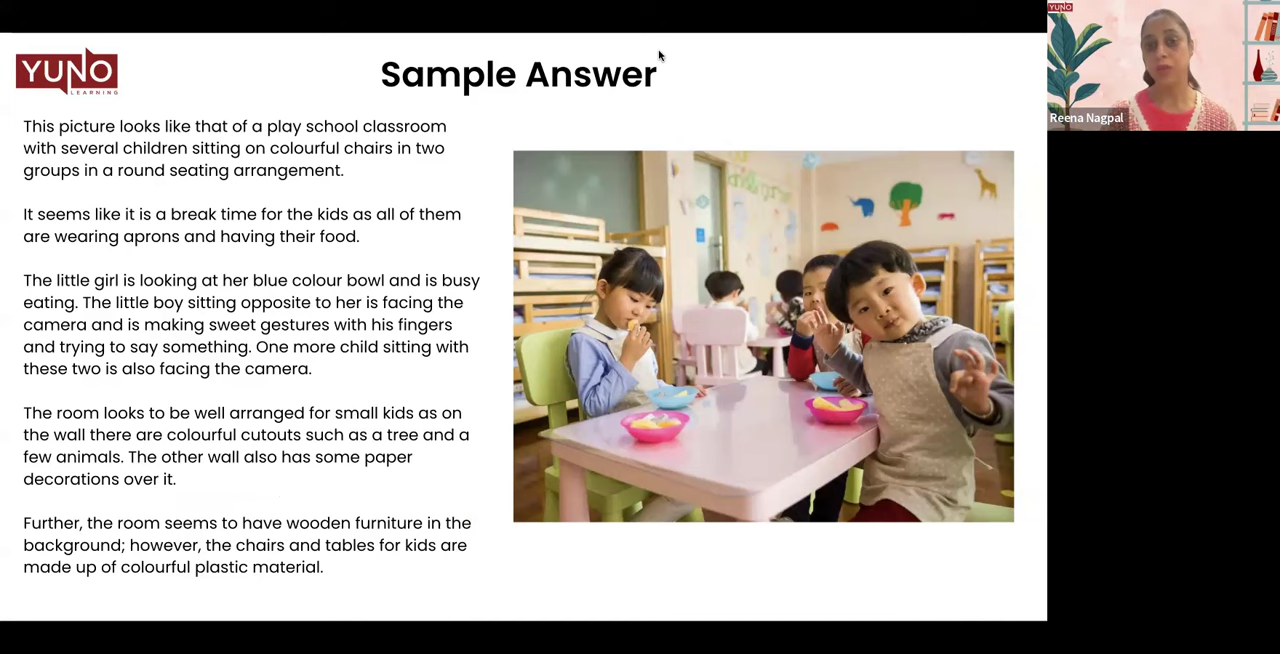 YUNO
LEARNING
Sample Answer
This picture looks like that of a play school classroom
with several children sitting on colourful chairs in two
groups in a round seating arrangement.
It seems like it is a break time for the kids as all of them
are wearing aprons and having their food.
The little girl is looking at her blue colour bowl and is busy
eating. The little boy sitting opposite to her is facing the
camera and is making sweet gestures with his fingers
and trying to say something. One more child sitting with
these two is also facing the camera.
The room looks to be well arranged for small kids as on
the wall there are colourful cutouts such as a tree and a
few animals. The other wall also has some paper
decorations over it.
Further, the room seems to have wooden furniture in the
background; however, the chairs and tables for kids are
made up of colourful plastic material.
YUNO
Reena Nagpal